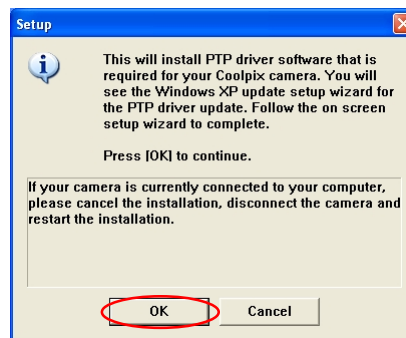 Setup
This will install PTP driver software that is
required for your Coolpix camera. You will
see the Windows XP update setup wizard for
the PTP driver update. Follow the on screen
setup wizard to complete.
Press [OK] to continue.
If your camera is currently connected to your computer,
please cancel the installation, disconnect the camera and
restart the installation.
OK
Cancel